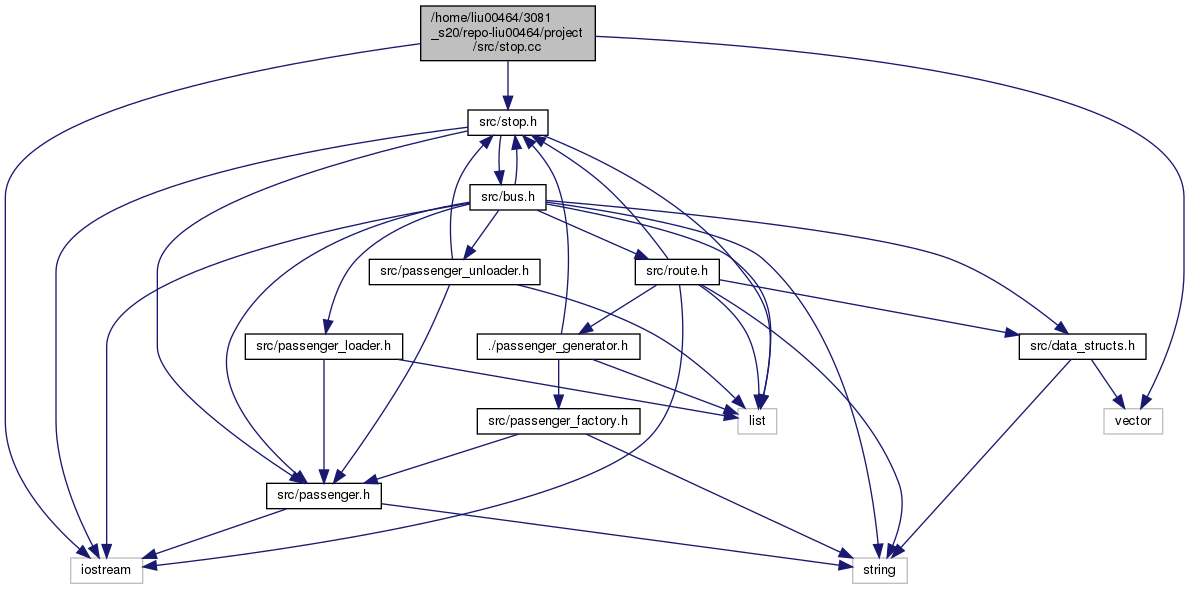 /home/liu00464/3081
_s20/repo-liu00464/project
/src/stop.cc
src/stop.h
src/bus.h
src/passenger_unloader.h
src/route.h
src/passenger_loader.h
./passenger_generator.h
src/data_structs.h
src/passenger_factory.h
list
vector
src/passenger.h
iostream
string